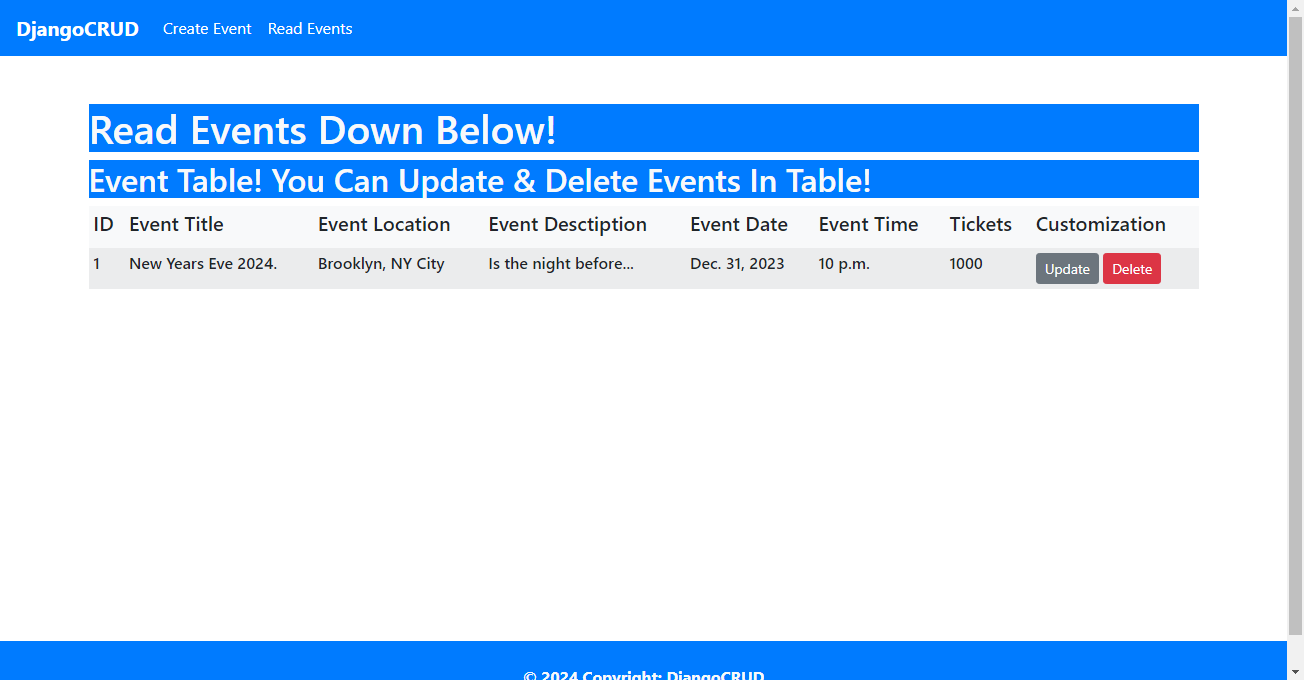 DjangoCRUD Create Event Read Events
Read Events Down Below!
Event Table! You Can Update & Delete Events In Table!
ID Event Title Event Location Event Desctiption Event Date Event Time Tickets Customization
1 New Years Eve 2024. Brooklyn, NY City Is the night before... Dec. 31, 2023 10 p.m. 1000 Update Delete
© 2024 Copyright: DjangoCRUD